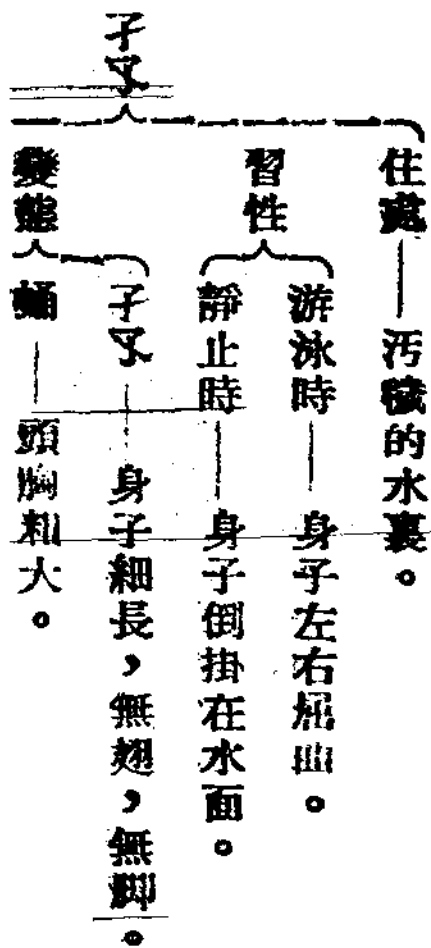 孑孓
住處——汚穢的水裏。
習性
游泳時——身子左右屈曲。
靜止時——身子倒掛在水面。
變態
孑孓——身子細長，無翅，無脚。
蛹——頭胸粗大。